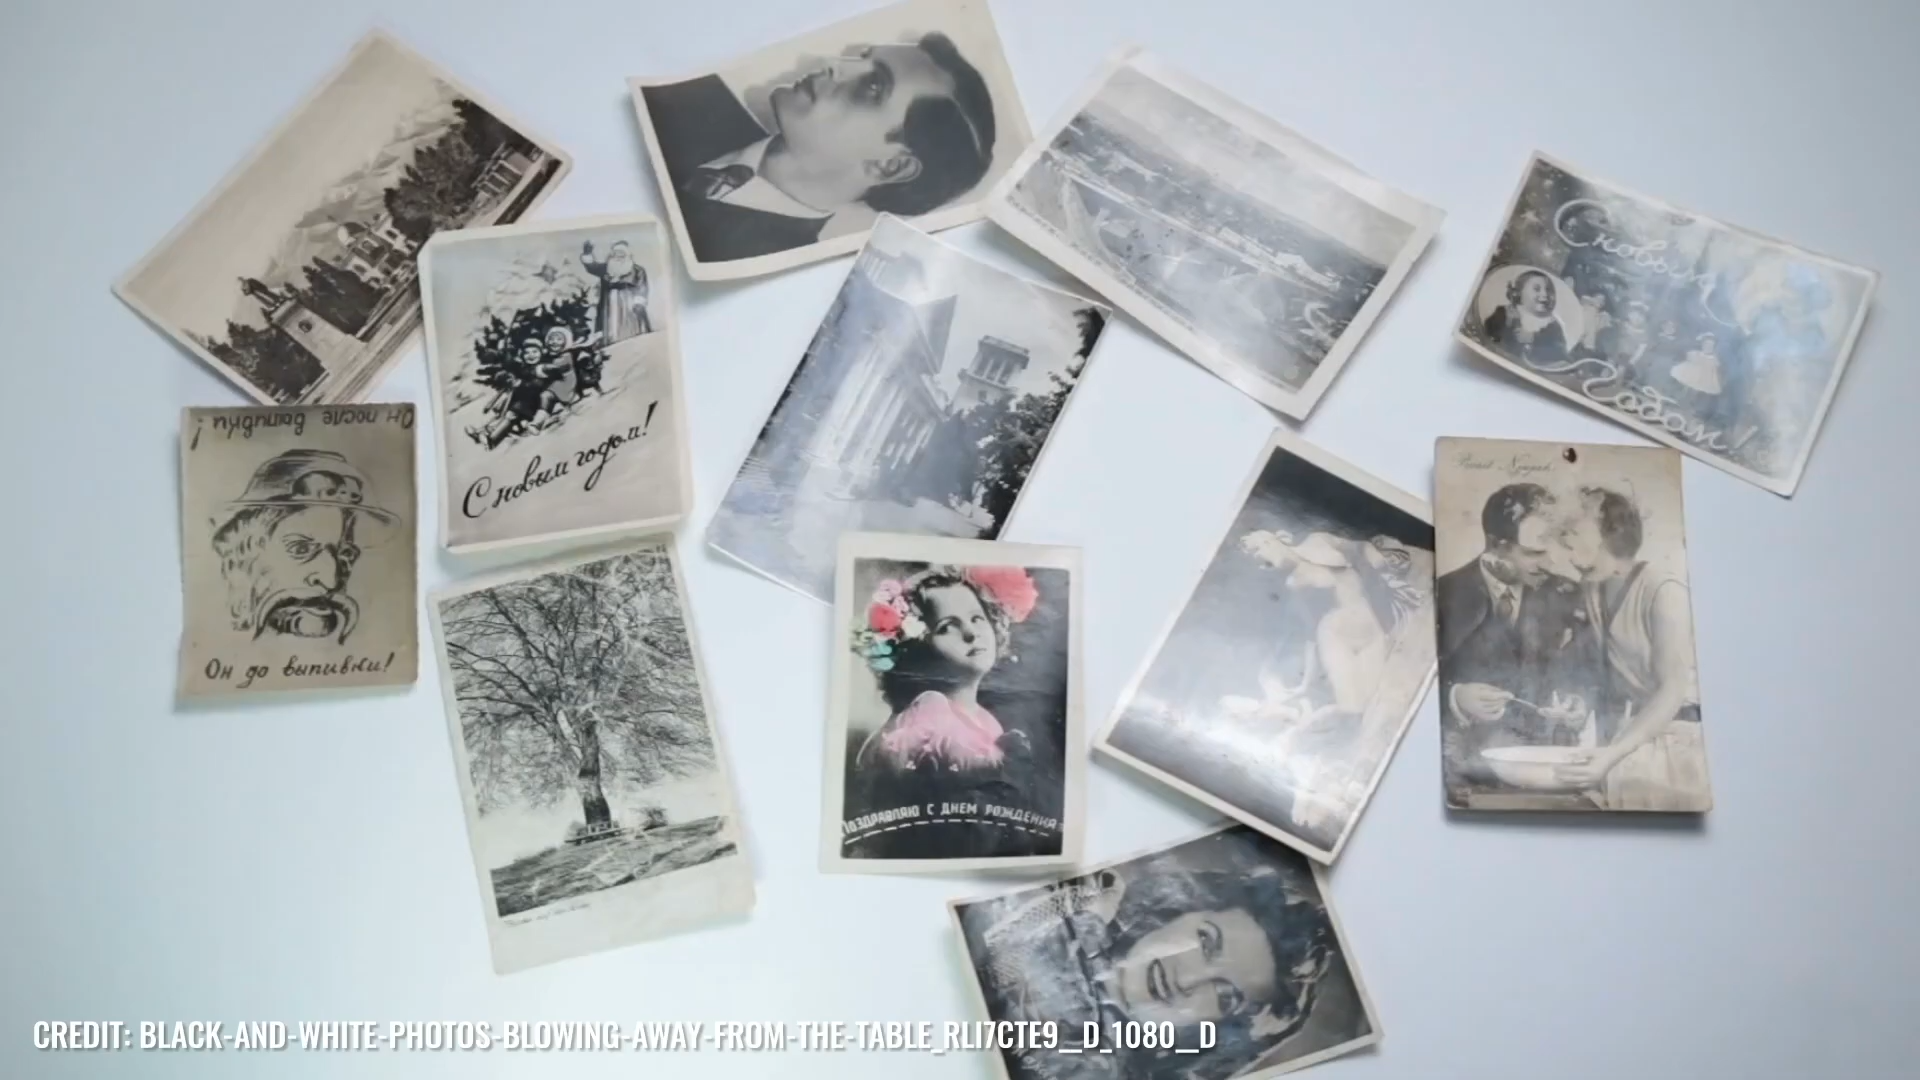 С новым
Годом!
Он после выпивки!
С новым годом!
Он до выпивки!
ПОЗДРАВЛЯЮ С ДНЕМ РОЖДЕНИЯ
CREDIT: BLACK-AND-WHITE-PHOTOS-BLOWING-AWAY-FROM-THE-TABLE_RLI7CTE9__D_1080__D